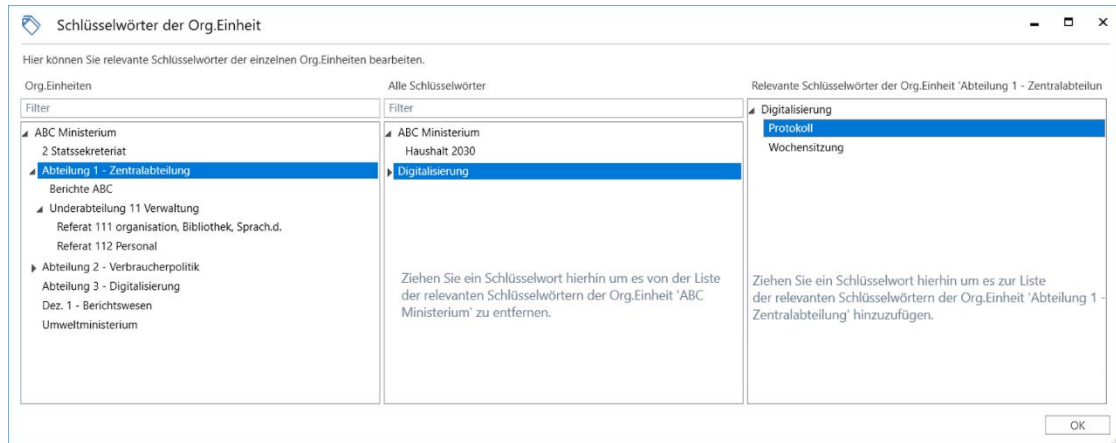 Schlüsselwörter der Org.Einheit
Hier können Sie relevante Schlüsselwörter der einzelnen Org.Einheiten bearbeiten.
Org.Einheiten
Filter
ABC Ministerium
2 Statssekreteriat
Abteilung 1 - Zentralabteilung
Berichte ABC
Underabteilung 11 Verwaltung
Referat 111 organisation, Bibliothek, Sprach.d.
Referat 112 Personal
Abteilung 2 - Verbraucherpolitik
Abteilung 3 - Digitalisierung
Dez. 1 - Berichtswesen
Umweltministerium
Alle Schlüsselwörter
Filter
ABC Ministerium
Haushalt 2030
Digitalisierung
Ziehen Sie ein Schlüsselwort hierhin um es von der Liste
der relevanten Schlüsselwörtern der Org.Einheit 'ABC
Ministerium' zu entfernen.
Relevante Schlüsselwörter der Org.Einheit 'Abteilung 1 - Zentralabteilun
Digitalisierung
Protokoll
Wochensitzung
Ziehen Sie ein Schlüsselwort hierhin um es zur Liste
der relevanten Schlüsselwörtern der Org.Einheit 'Abteilung 1 -
Zentralabteilung' hinzuzufügen.
OK